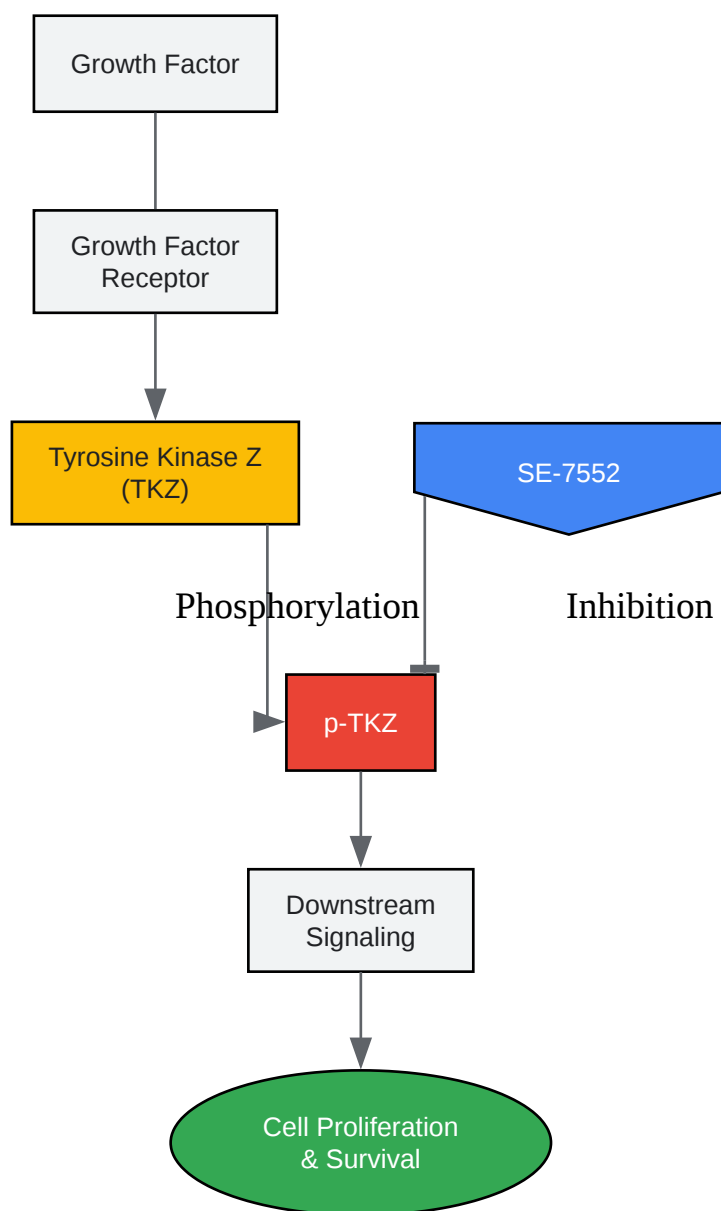 Growth Factor
Growth Factor
Receptor
Tyrosine Kinase Z
(TKZ)
SE-7552
Phosphorylation
Inhibition
p-TKZ
Downstream
Signaling
Cell Proliferation
& Survival